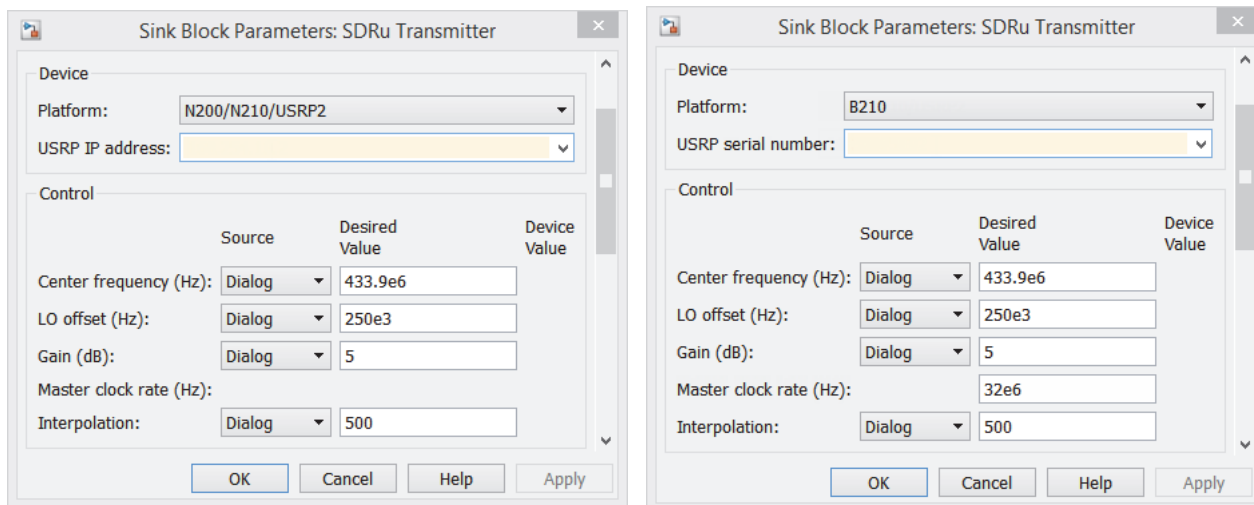 Sink Block Parameters: SDRu Transmitter
Device
Platform: N200/N210/USRP2
USRP IP address:
Control
Source Desired Value Device Value
Center frequency (Hz): Dialog 433.9e6
LO offset (Hz): Dialog 250e3
Gain (dB): Dialog 5
Master clock rate (Hz):
Interpolation: Dialog 500
OK Cancel Help Apply
Sink Block Parameters: SDRu Transmitter
Device
Platform: B210
USRP serial number:
Control
Source Desired Value Device Value
Center frequency (Hz): Dialog 433.9e6
LO offset (Hz): Dialog 250e3
Gain (dB): Dialog 5
Master clock rate (Hz): 32e6
Interpolation: Dialog 500
OK Cancel Help Apply